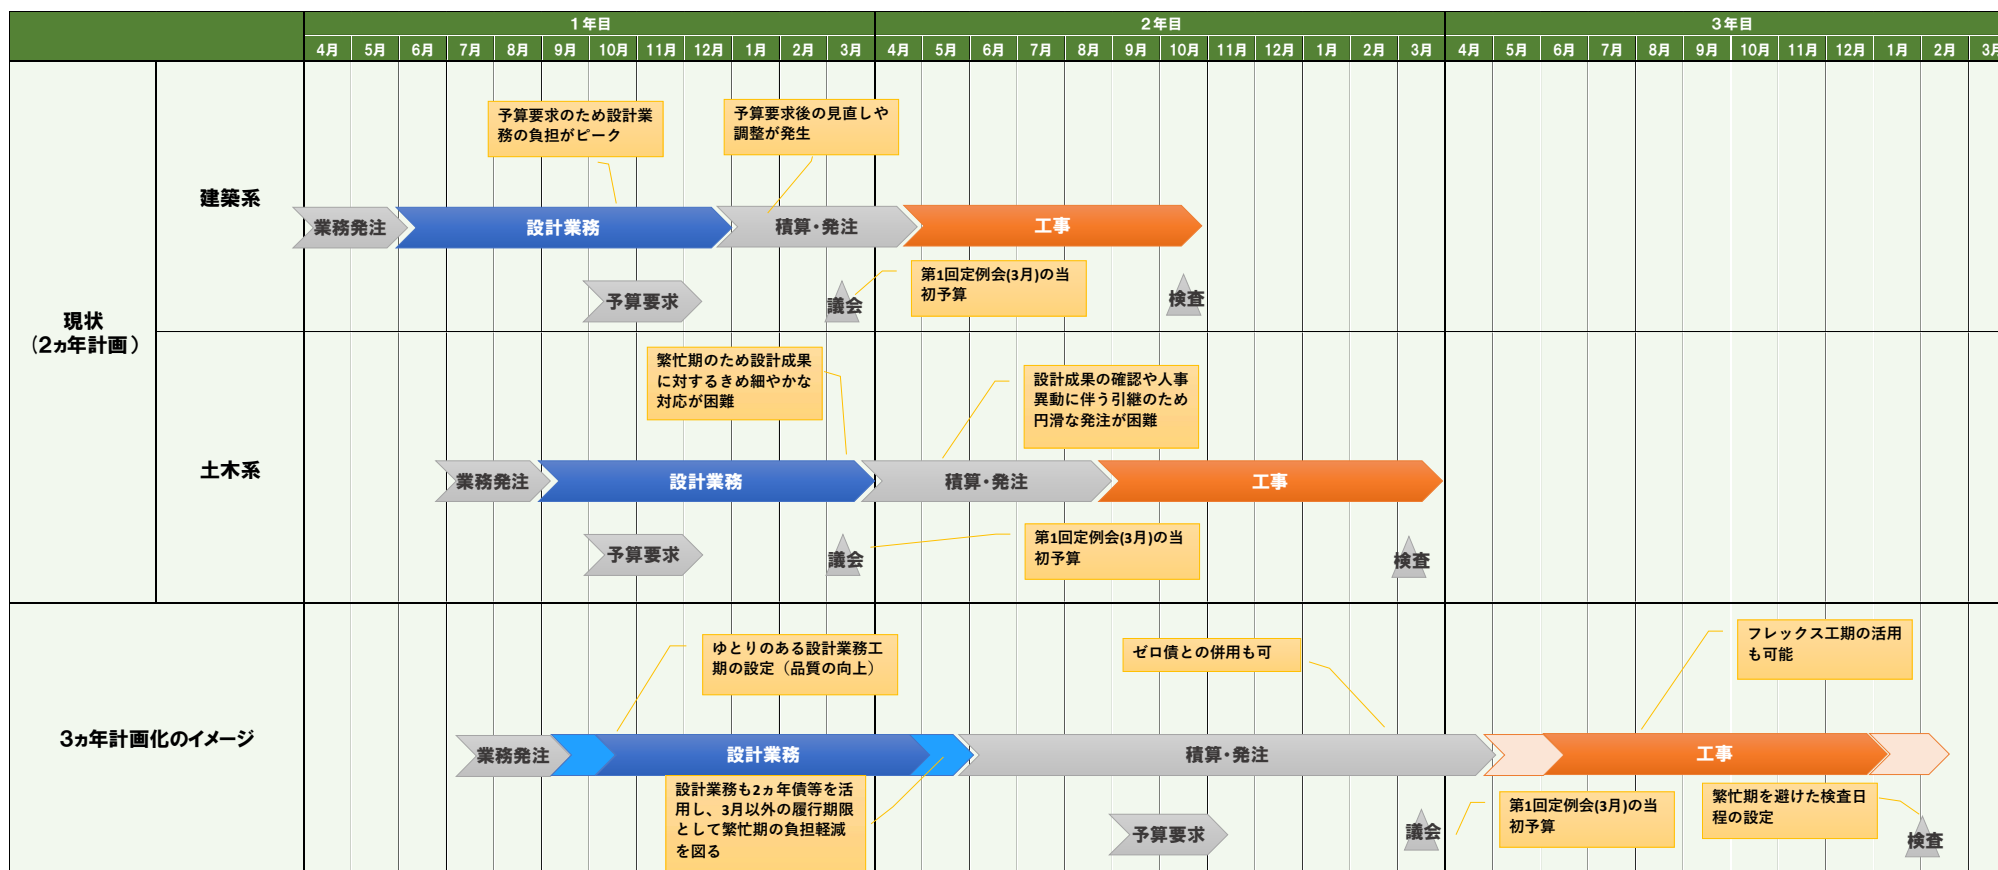 1年目
2年目
3年目
4月 5月 6月 7月 8月 9月 10月 11月 12月 1月 2月 3月 4月 5月 6月 7月 8月 9月 10月 11月 12月 1月 2月 3月 4月 5月 6月 7月 8月 9月 10月 11月 12月 1月 2月 3月
現状
(2ヵ年計画)
建築系
予算要求のため設計業
務の負担がピーク
予算要求後の見直しや
調整が発生
業務発注
設計業務
積算・発注
工事
予算要求
議会
第1回定例会(3月)の当
初予算
検査
土木系
繁忙期のため設計成果
に対するきめ細やかな
対応が困難
設計成果の確認や人事
異動に伴う引継のため
円滑な発注が困難
業務発注
設計業務
積算・発注
工事
予算要求
議会
第1回定例会(3月)の当
初予算
検査
3ヵ年計画化のイメージ
ゆとりのある設計業務工
期の設定（品質の向上）
ゼロ債との併用も可
フレックス工期の活用
も可能
業務発注
設計業務
積算・発注
工事
設計業務も2ヵ年債等を活
用し、3月以外の履行期限
として繁忙期の負担軽減
を図る
予算要求
議会
第1回定例会(3月)の当
初予算
繁忙期を避けた検査日
程の設定
検査